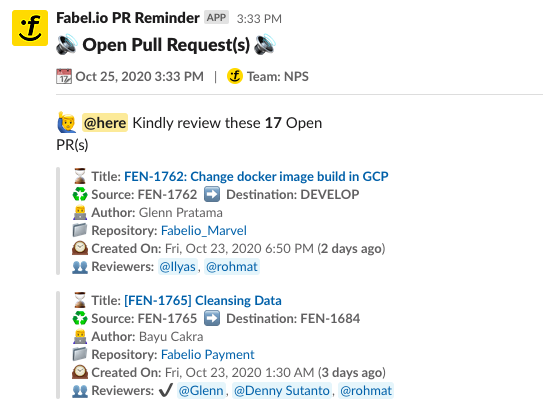 Fabel.io PR Reminder APP 3:33 PM
Open Pull Request(s)
Oct 25, 2020 3:33 PM | Team: NPS
@here Kindly review these 17 Open
PR(s)
Title: FEN-1762: Change docker image build in GCP
Source: FEN-1762 ➡️ Destination: DEVELOP
Author: Glenn Pratama
Repository: Fabelio_Marvel
Created On: Fri, Oct 23, 2020 6:50 PM (2 days ago)
Reviewers: @Ilyas, @rohmat
Title: [FEN-1765] Cleansing Data
Source: FEN-1765 ➡️ Destination: FEN-1684
Author: Bayu Cakra
Repository: Fabelio Payment
Created On: Fri, Oct 23, 2020 1:30 AM (3 days ago)
Reviewers: ✔ @Glenn, @Denny Sutanto, @rohmat